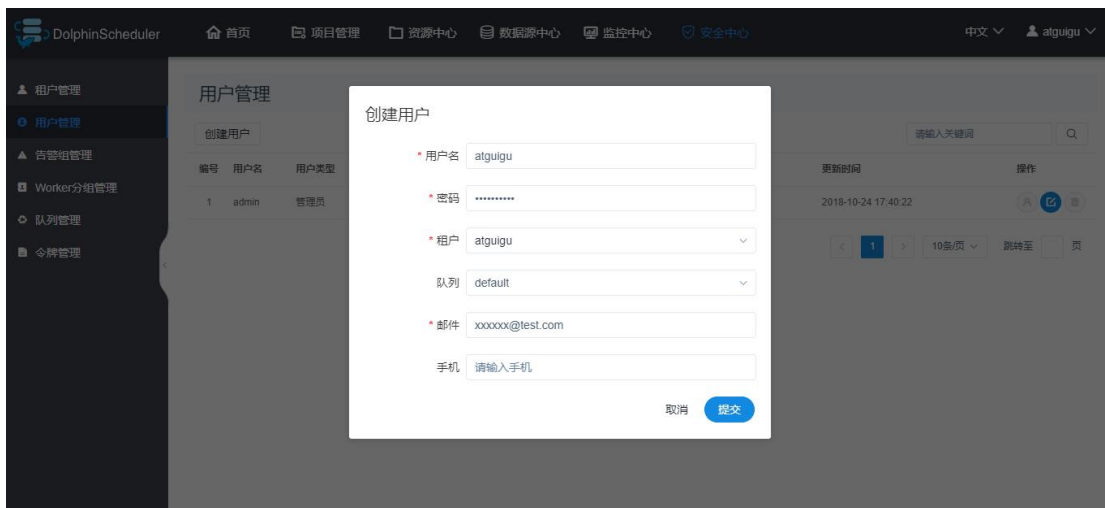 DolphinScheduler 首页 项目管理 资源中心 数据源中心 监控中心 安全中心 中文 atguigu
租户管理
用户管理
告警组管理
Worker分组管理
队列管理
令牌管理
用户管理
创建用户 请输入关键词
编号 用户名 用户类型 更新时间 操作
1 admin 管理员 2018-10-24 17:40:22
1 10条/页 跳转至 页
创建用户
* 用户名 atguigu
* 密码 ··········
* 租户 atguigu
队列 default
* 邮件 xxxxxx@test.com
手机 请输入手机
取消 提交